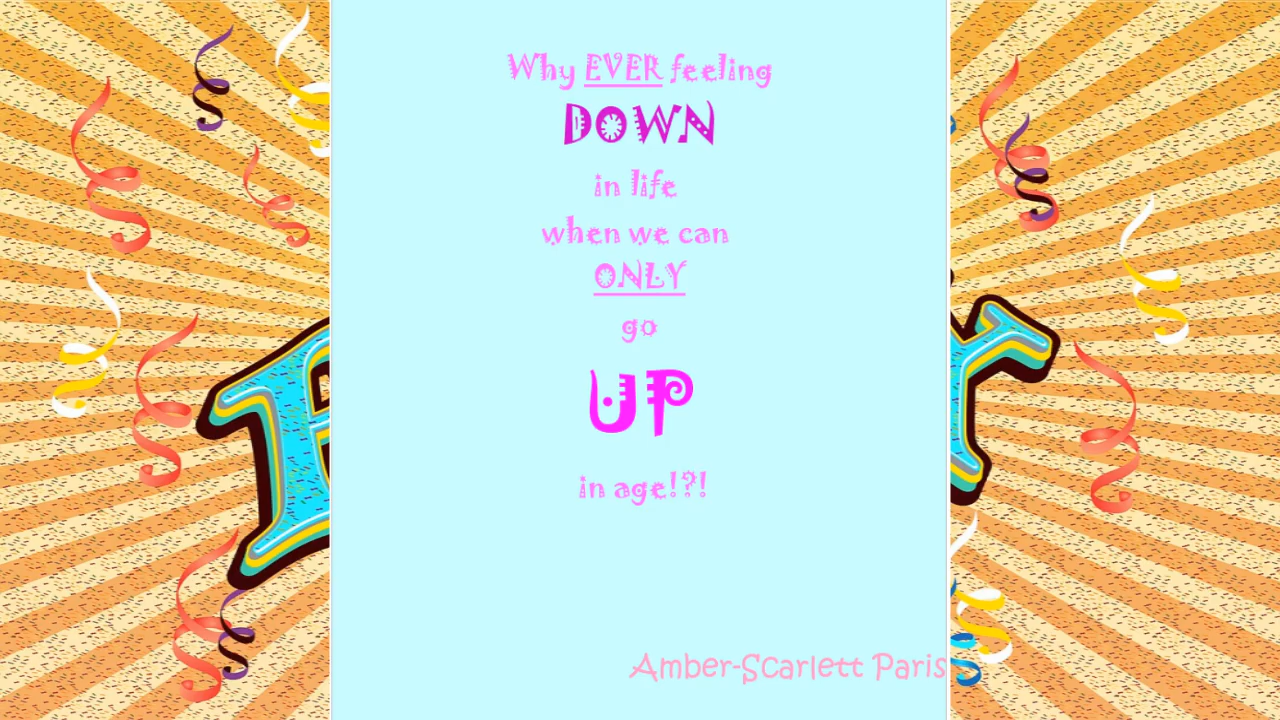 Why EVER feeling
DOWN
in life
when we can
ONLY
go
UP
in age!?!
Amber-Scarlett Paris